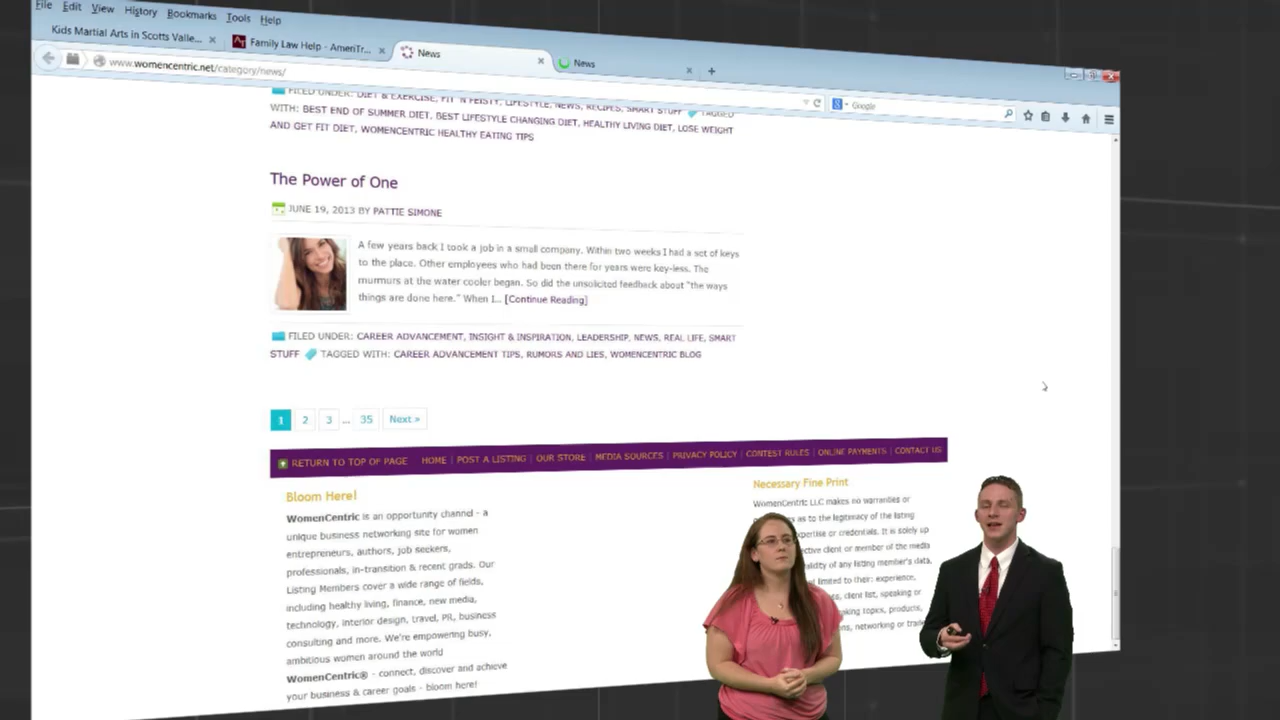 File Edit View History Bookmarks Tools Help
Kids Martial Arts in Scotts Valle... Family Law Help - AmeriTr... News News
www.womencentric.net/category/news/ Google
FILED UNDER: DIET & EXERCISE, FIT 'N FEISTY, LIFESTYLE, NEWS, RECIPES, SMART STUFF TAGGED
WITH: BEST END OF SUMMER DIET, BEST LIFESTYLE CHANGING DIET, HEALTHY LIVING DIET, LOSE WEIGHT
AND GET FIT DIET, WOMENCENTRIC HEALTHY EATING TIPS
The Power of One
JUNE 19, 2013 BY PATTIE SIMONE
A few years back I took a job in a small company. Within two weeks I had a set of keys
to the place. Other employees who had been there for years were key-less. The
murmurs at the water cooler began. So did the unsolicited feedback about "the ways
things are done here." When I... [Continue Reading]
FILED UNDER: CAREER ADVANCEMENT, INSIGHT & INSPIRATION, LEADERSHIP, NEWS, REAL LIFE, SMART
STUFF TAGGED WITH: CAREER ADVANCEMENT TIPS, RUMORS AND LIES, WOMENCENTRIC BLOG
1 2 3 ... 35 Next »
RETURN TO TOP OF PAGE HOME | POST A LISTING | OUR STORE | MEDIA SOURCES | PRIVACY POLICY | CONTEST RULES | ONLINE PAYMENTS | CONTACT US
Bloom Here!
WomenCentric is an opportunity channel - a
unique business networking site for women
entrepreneurs, authors, job seekers,
professionals, in-transition & recent grads. Our
Listing Members cover a wide range of fields,
including healthy living, finance, new media,
technology, interior design, travel, PR, business
consulting and more. We're empowering busy,
ambitious women around the world
WomenCentric® - connect, discover and achieve
your business & career goals - bloom here!
Necessary Fine Print
WomenCentric LLC makes no warranties or
as to the legitimacy of the listing
expertise or credentials. It is solely up
client or member of the media
of any listing member's data,
limited to their: experience,
client list, speaking or
topics, products,
networking or trade